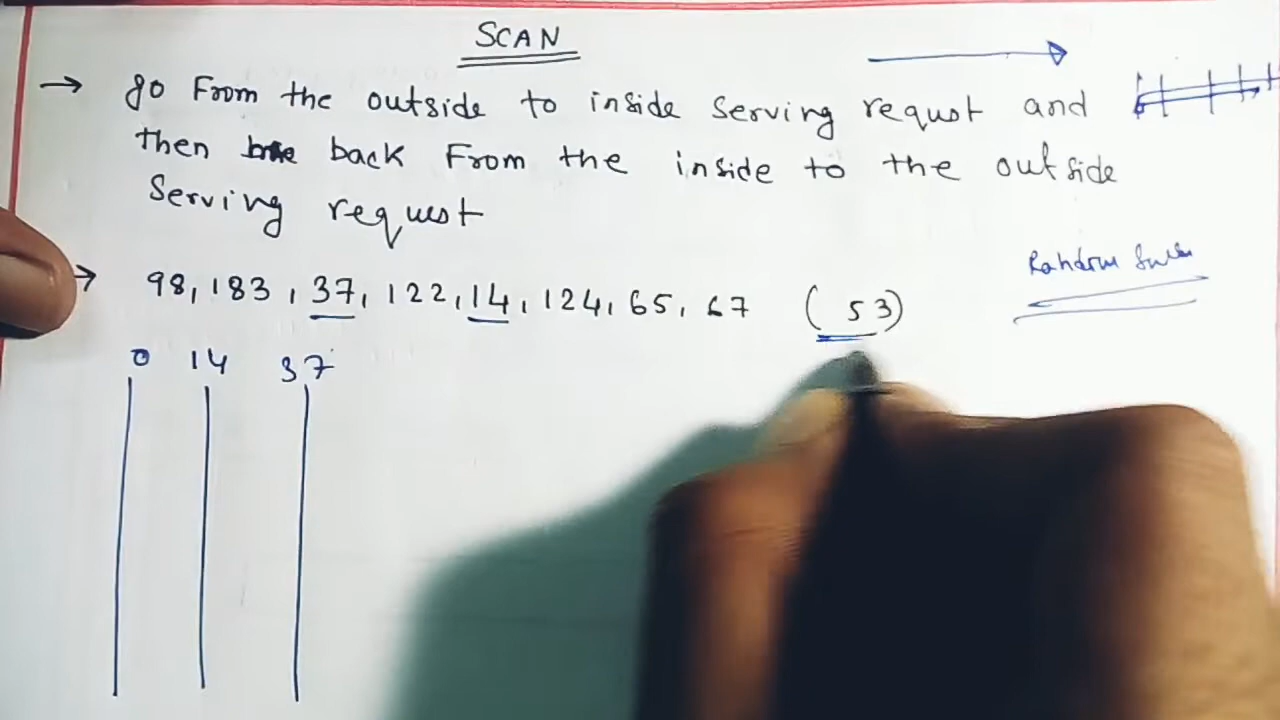 SCAN
→ go From the outside to inside serving requst and
then back From the inside to the outside
Serving request
→ 98, 183, 37, 122, 14, 124, 65, 67 (53)
0 14 37